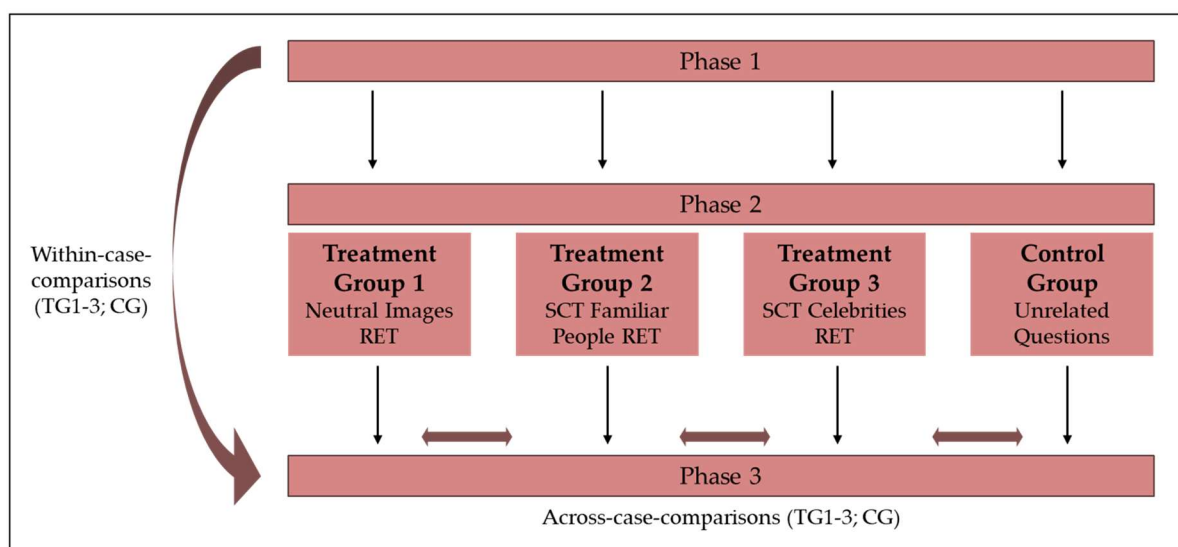 Phase 1
Phase 2
Within-case-
comparisons
(TG1-3; CG)
Treatment
Group 1
Neutral Images
RET
Treatment
Group 2
SCT Familiar
People RET
Treatment
Group 3
SCT Celebrities
RET
Control
Group
Unrelated
Questions
Phase 3
Across-case-comparisons (TG1-3; CG)